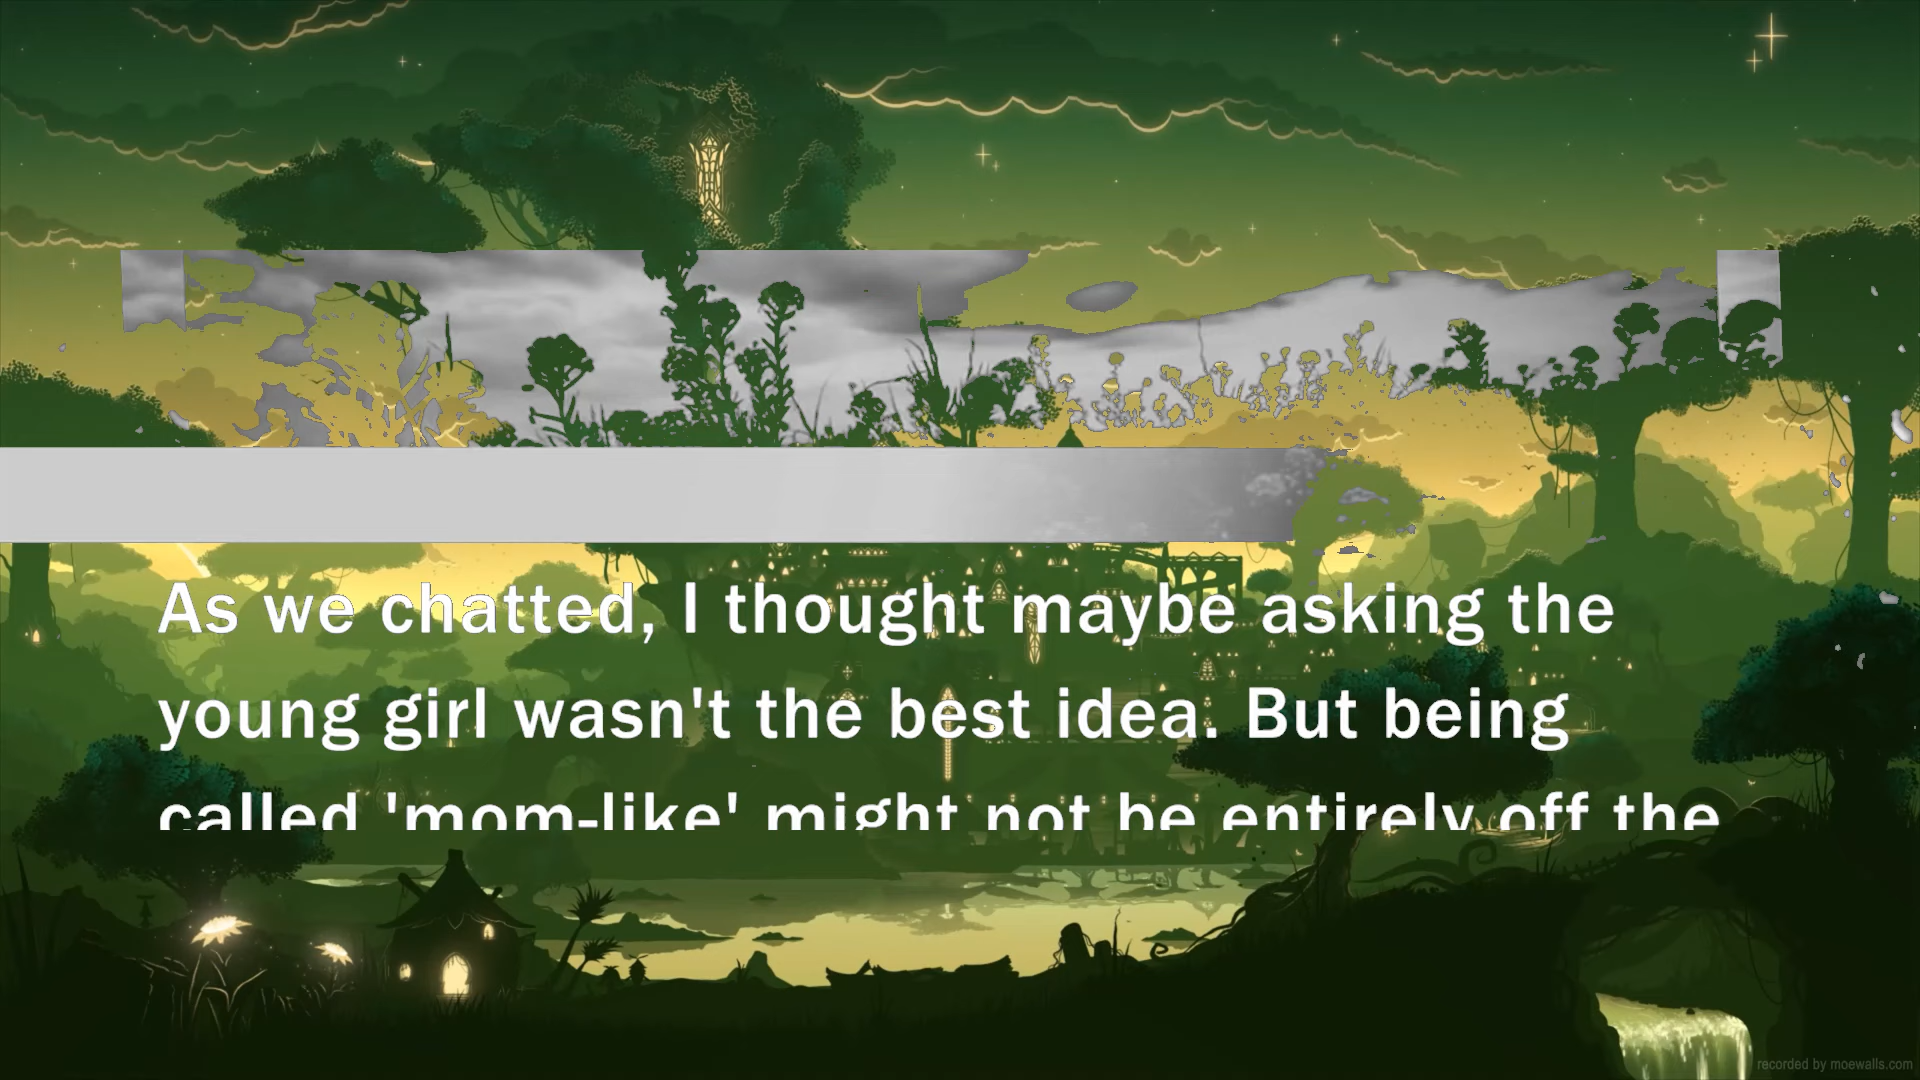 As we chatted, I thought maybe asking the
young girl wasn't the best idea. But being
called 'mom-like' might not be entirely off the
recorded by moewalls.com